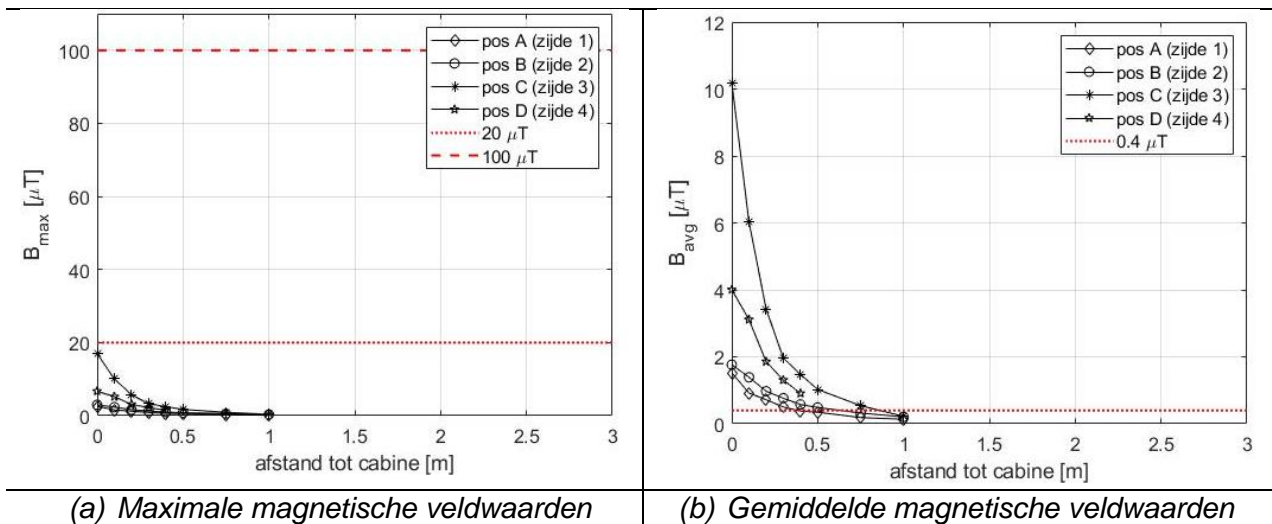 100
80
60
40
20
0
B_max [μT]
0
0.5
1
1.5
2
2.5
3
afstand tot cabine [m]
pos A (zijde 1)
pos B (zijde 2)
pos C (zijde 3)
pos D (zijde 4)
20 μT
100 μT
(a) Maximale magnetische veldwaarden
12
10
8
6
4
2
0
B_avg [μT]
0
0.5
1
1.5
2
2.5
3
afstand tot cabine [m]
pos A (zijde 1)
pos B (zijde 2)
pos C (zijde 3)
pos D (zijde 4)
0.4 μT
(b) Gemiddelde magnetische veldwaarden